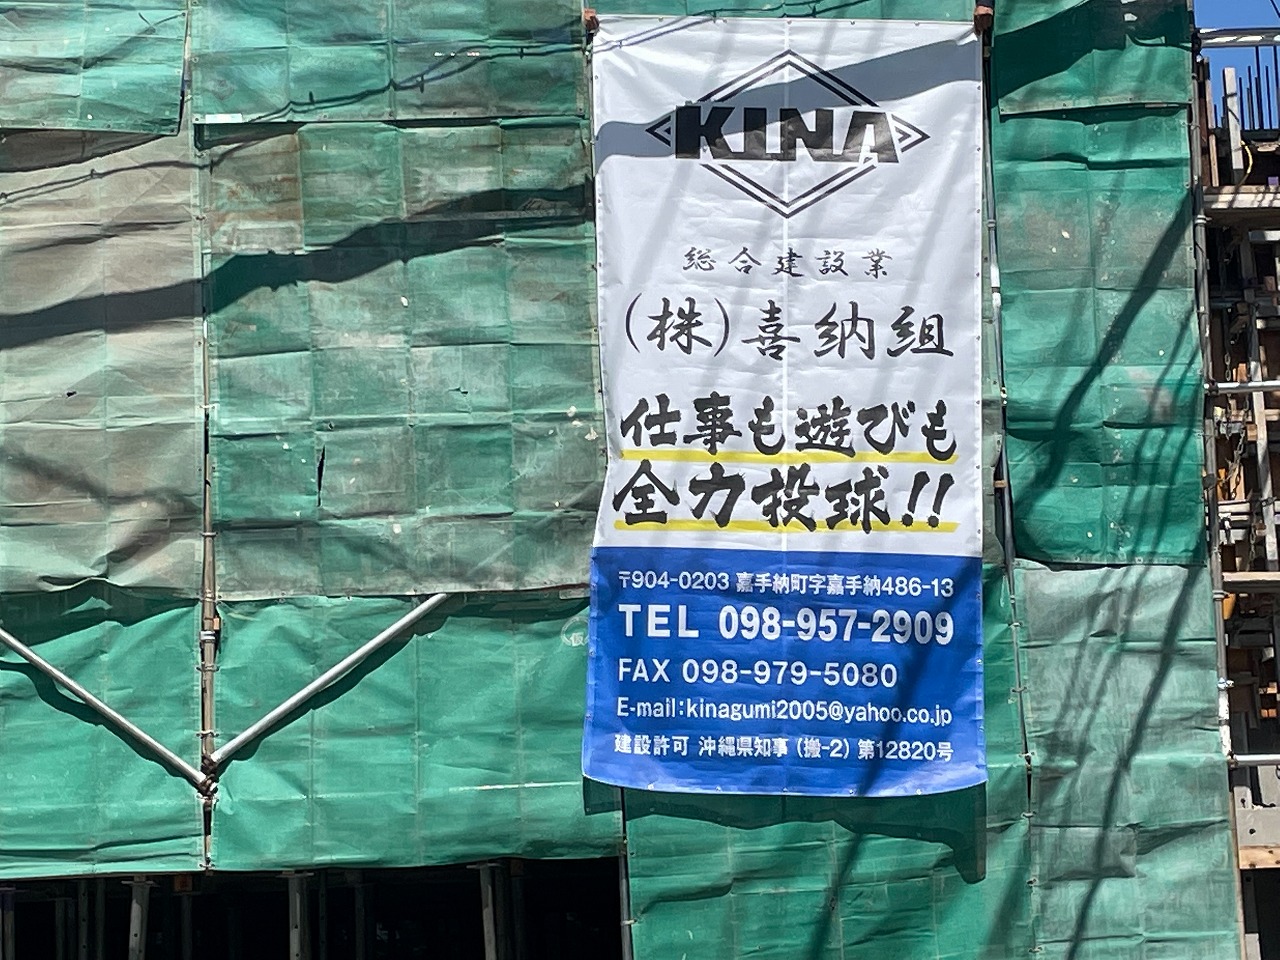 KINA
総合建設業
(株)喜納組
仕事も遊びも
全力投球!!
〒904-0203 嘉手納町字嘉手納486-13
TEL 098-957-2909
FAX 098-979-5080
E-mail:kinagumi2005@yahoo.co.jp
建設許可 沖縄県知事 (搬-2) 第12820号
仮